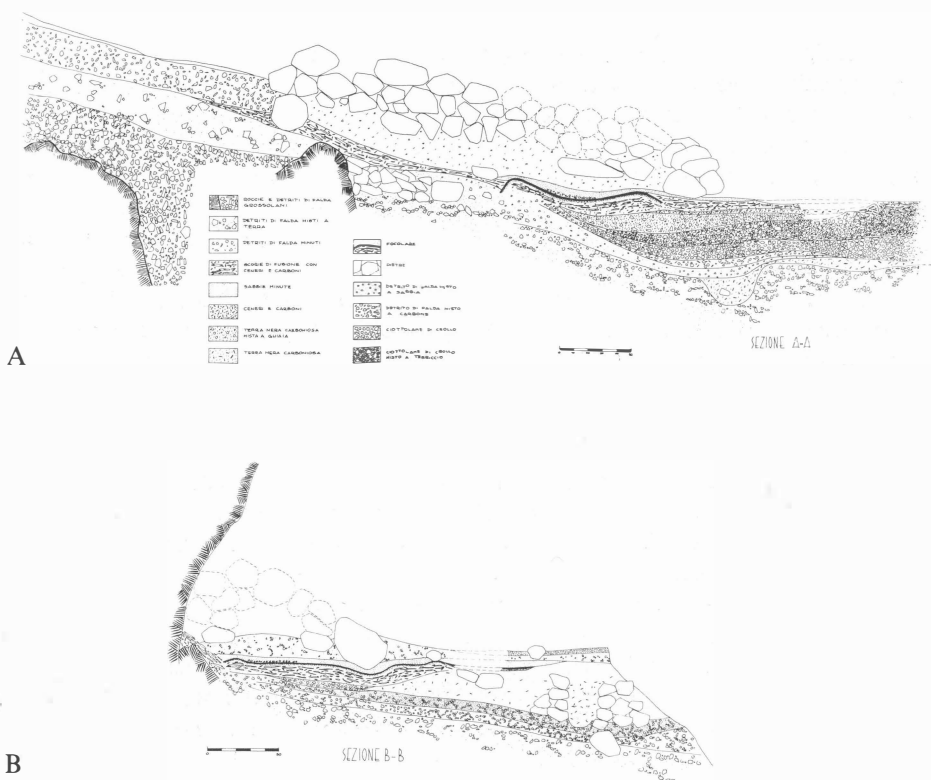 GOCCIE E DETRITI DI FALDA
GROSSOLANI
DETRITI DI FALDA MISTI A
TERRA
DETRITI DI FALDA MINUTI
SCORIE DI FUSIONE CON
CENERI E CARBONI
SABBIE MINUTE
CENERI E CARBONI
TERRA NERA CARBONIOSA
MISTA A GHIAIA
TERRA NERA CARBONIOSA
FOCOLARE
DETRITO DI FALDA MISTO
A SABBIA
DETRITO DI FALDA MISTO
A CARBONE
CIOTTOLAME DI CROLLO
CIOTTOLAME DI CROLLO
MISTO A TERRICCIO
SEZIONE A-A
A
SEZIONE B-B
B